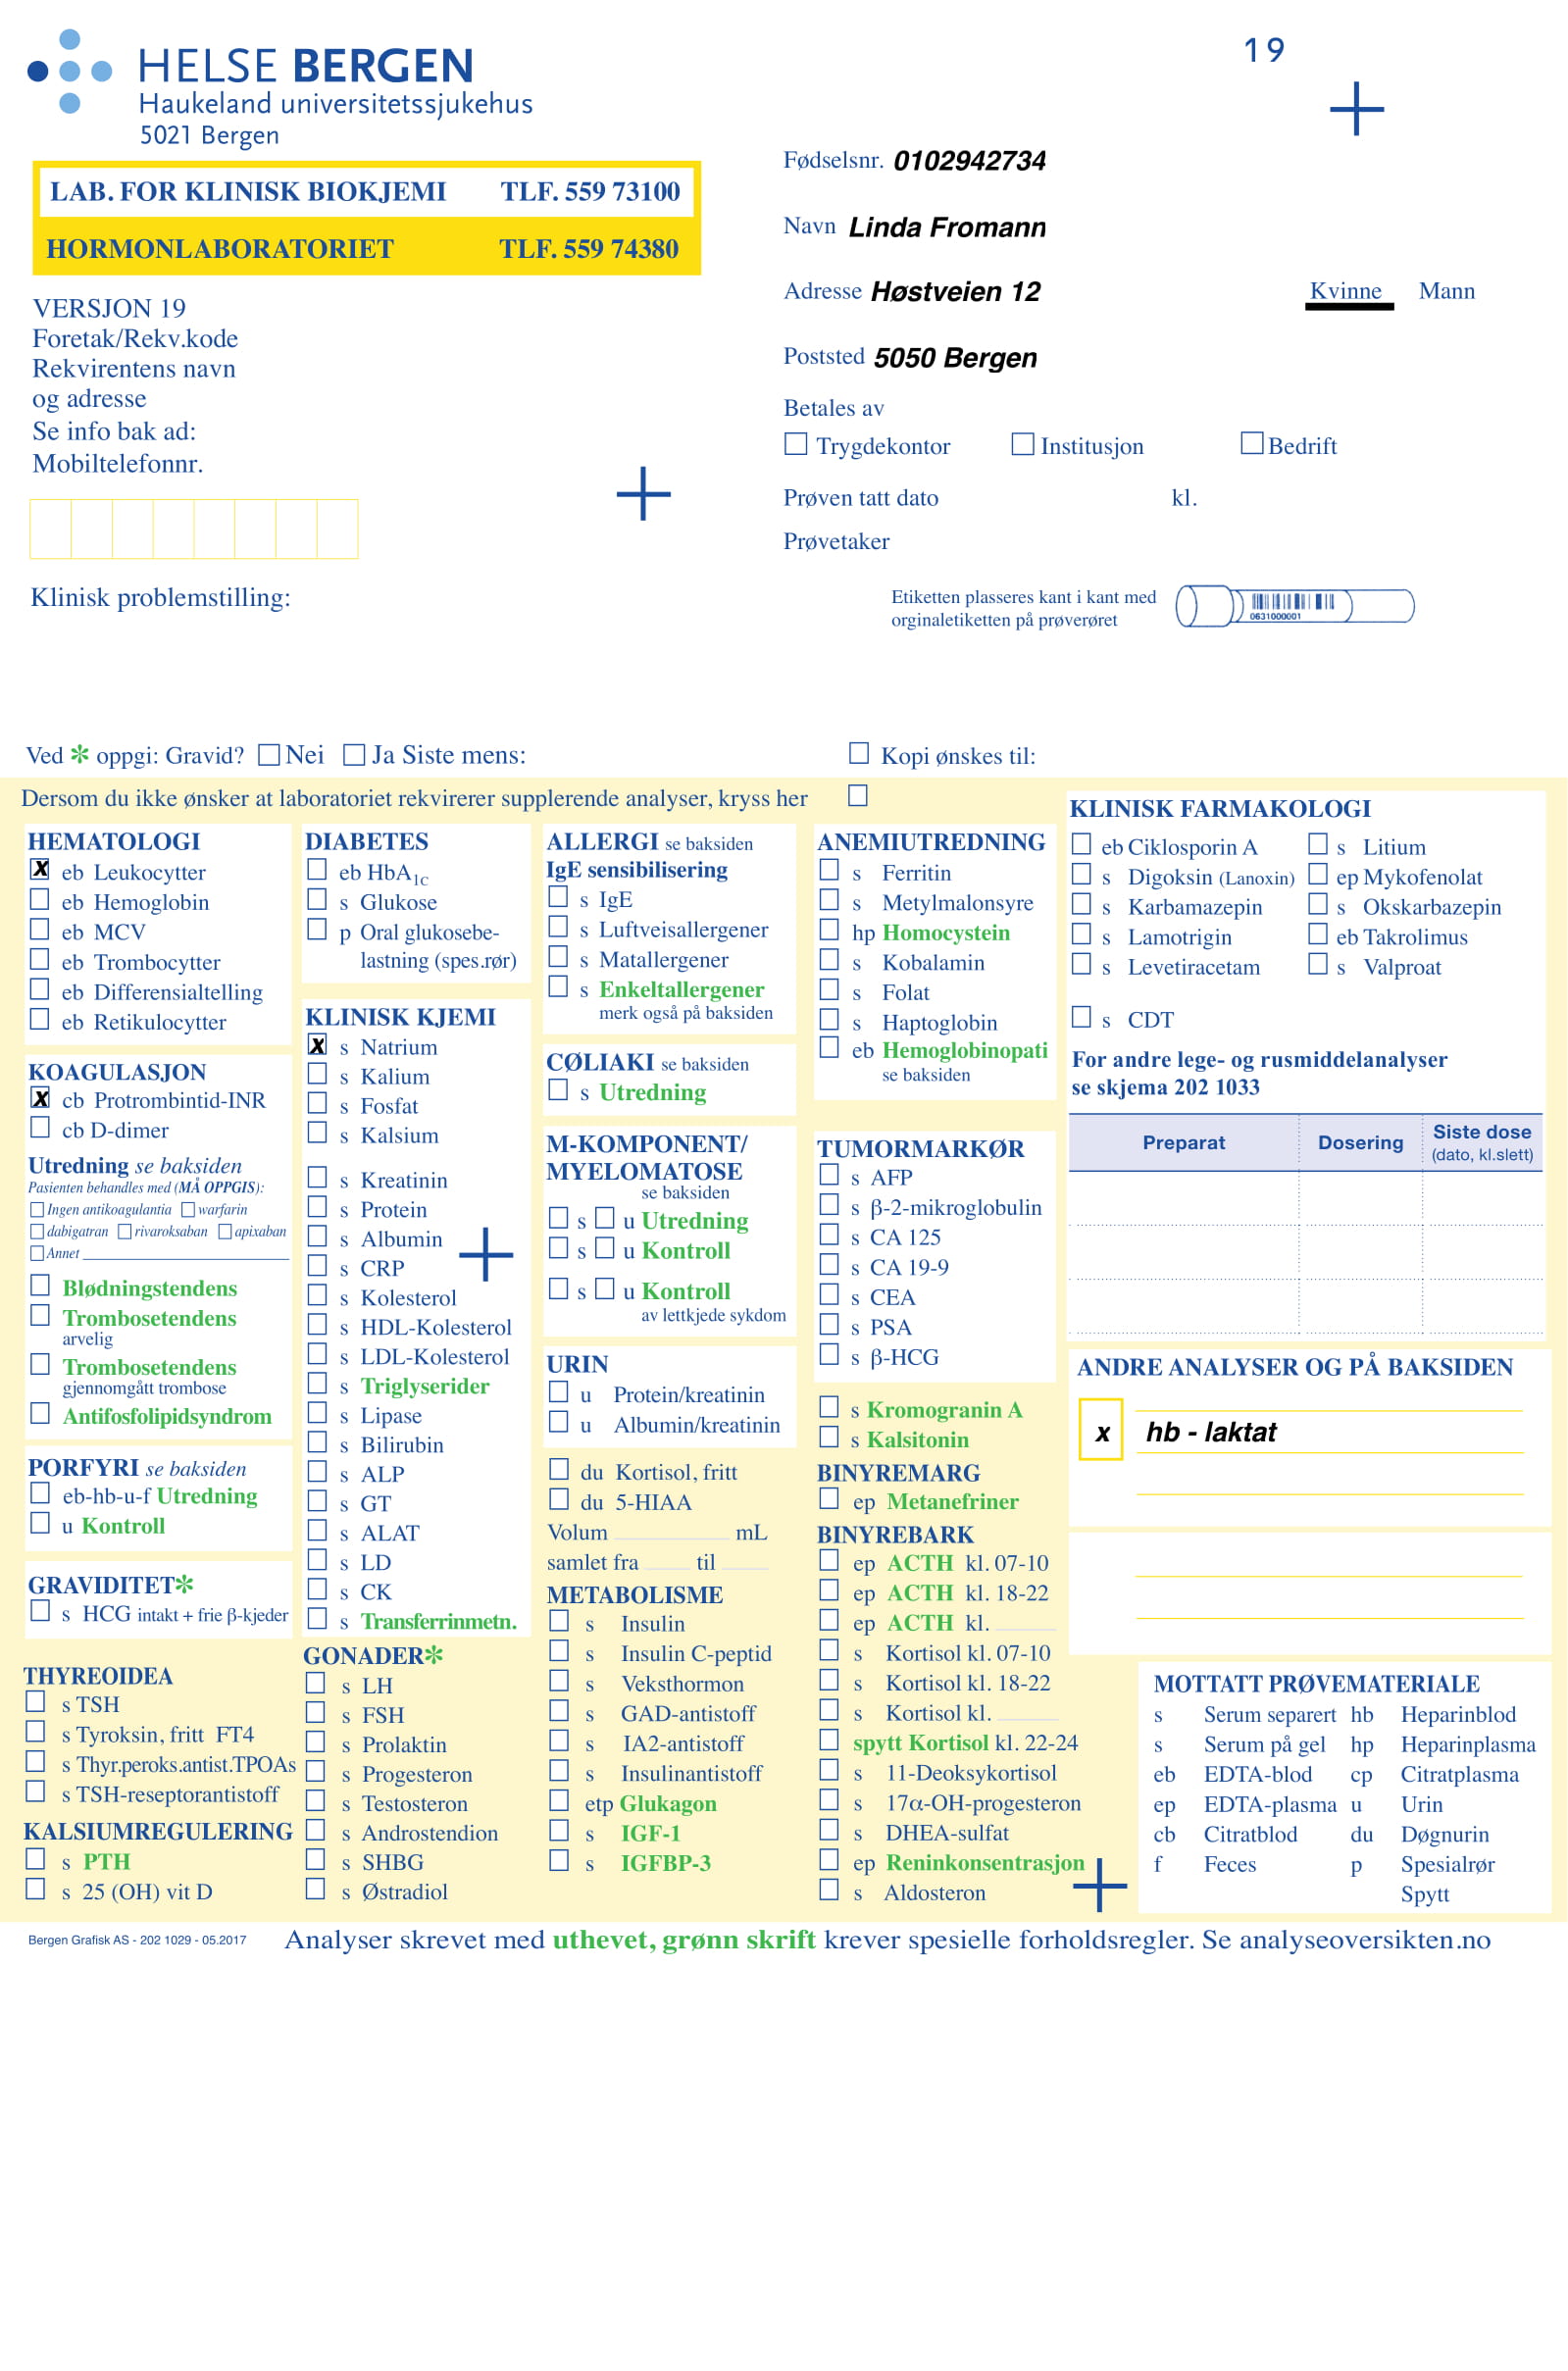 HELSE BERGEN
Haukeland universitetssjukehus
5021 Bergen
19
LAB. FOR KLINISK BIOKJEMI TLF. 559 73100
HORMONLABORATORIET TLF. 559 74380
VERSJON 19
Foretak/Rekv.kode
Rekvirentens navn
og adresse
Se info bak ad:
Mobiltelefonnr.
Klinisk problemstilling:
Fødselsnr. 0102942734
Navn Linda Fromann
Adresse Høstveien 12 Kvinne Mann
Poststed 5050 Bergen
Betales av
Trygdekontor Institusjon Bedrift
Prøven tatt dato kl.
Prøvetaker
Etiketten plasseres kant i kant med
orginaletiketten på prøverøret
0631000001
Ved * oppgi: Gravid? Nei Ja Siste mens:
Kopi ønskes til:
Dersom du ikke ønsker at laboratoriet rekvirerer supplerende analyser, kryss her
HEMATOLOGI
x eb Leukocytter
eb Hemoglobin
eb MCV
eb Trombocytter
eb Differensialtelling
eb Retikulocytter
KOAGULASJON
x cb Protrombintid-INR
cb D-dimer
Utredning se baksiden
Pasienten behandles med (MÅ OPPGIS):
Ingen antikoagulantia warfarin
dabigatran rivaroksaban apixaban
Annet
Blødningstendens
Trombosetendens
arvelig
Trombosetendens
gjennomgått trombose
Antifosfolipidsyndrom
PORFYRI se baksiden
eb-hb-u-f Utredning
u Kontroll
GRAVIDITET*
s HCG intakt + frie β-kjeder
THYREOIDEA
s TSH
s Tyroksin, fritt FT4
s Thyr.peroks.antist.TPOAs
s TSH-reseptorantistoff
KALSIUMREGULERING
s PTH
s 25 (OH) vit D
DIABETES
eb HbA1c
s Glukose
p Oral glukosebe-
lastning (spes.rør)
KLINISK KJEMI
x s Natrium
s Kalium
s Fosfat
s Kalsium
s Kreatinin
s Protein
s Albumin
s CRP
s Kolesterol
s HDL-Kolesterol
s LDL-Kolesterol
s Triglyserider
s Lipase
s Bilirubin
s ALP
s GT
s ALAT
s LD
s CK
s Transferrinmetn.
GONADER*
s LH
s FSH
s Prolaktin
s Progesteron
s Testosteron
s Androstendion
s SHBG
s Østradiol
ALLERGI se baksiden
IgE sensibilisering
s IgE
s Luftveisallergener
s Matallergener
s Enkeltallergener
merk også på baksiden
CØLIAKI se baksiden
s Utredning
M-KOMPONENT/
MYELOMATOSE
se baksiden
s u Utredning
s u Kontroll
s u Kontroll
av lettkjede sykdom
URIN
u Protein/kreatinin
u Albumin/kreatinin
du Kortisol, fritt
du 5-HIAA
Volum mL
samlet fra til
METABOLISME
s Insulin
s Insulin C-peptid
s Veksthormon
s GAD-antistoff
s IA2-antistoff
s Insulinantistoff
etp Glukagon
s IGF-1
s IGFBP-3
ANEMIUTREDNING
s Ferritin
s Metylmalonsyre
hp Homocystein
s Kobalamin
s Folat
s Haptoglobin
eb Hemoglobinopati
se baksiden
TUMORMARKØR
s AFP
s β-2-mikroglobulin
s CA 125
s CA 19-9
s CEA
s PSA
s β-HCG
s Kromogranin A
s Kalsitonin
BINYREMARG
ep Metanefriner
BINYREBARK
ep ACTH kl. 07-10
ep ACTH kl. 18-22
ep ACTH kl.
s Kortisol kl. 07-10
s Kortisol kl. 18-22
s Kortisol kl.
spytt Kortisol kl. 22-24
s 11-Deoksykortisol
s 17α-OH-progesteron
s DHEA-sulfat
ep Reninkonsentrasjon
s Aldosteron
KLINISK FARMAKOLOGI
eb Ciklosporin A s Litium
s Digoksin (Lanoxin) ep Mykofenolat
s Karbamazepin s Okskarbazepin
s Lamotrigin eb Takrolimus
s Levetiracetam s Valproat
s CDT
For andre lege- og rusmiddelanalyser
se skjema 202 1033
Preparat Dosering Siste dose
(dato, kl.slett)
ANDRE ANALYSER OG PÅ BAKSIDEN
x hb - laktat
MOTTATT PRØVEMATERIALE
s Serum separert hb Heparinblod
s Serum på gel hp Heparinplasma
eb EDTA-blod cp Citratplasma
ep EDTA-plasma u Urin
cb Citratblod du Døgnurin
f Feces p Spesialrør
Spytt
Bergen Grafisk AS - 202 1029 - 05.2017
Analyser skrevet med uthevet, grønn skrift krever spesielle forholdsregler. Se analyseoversikten.no